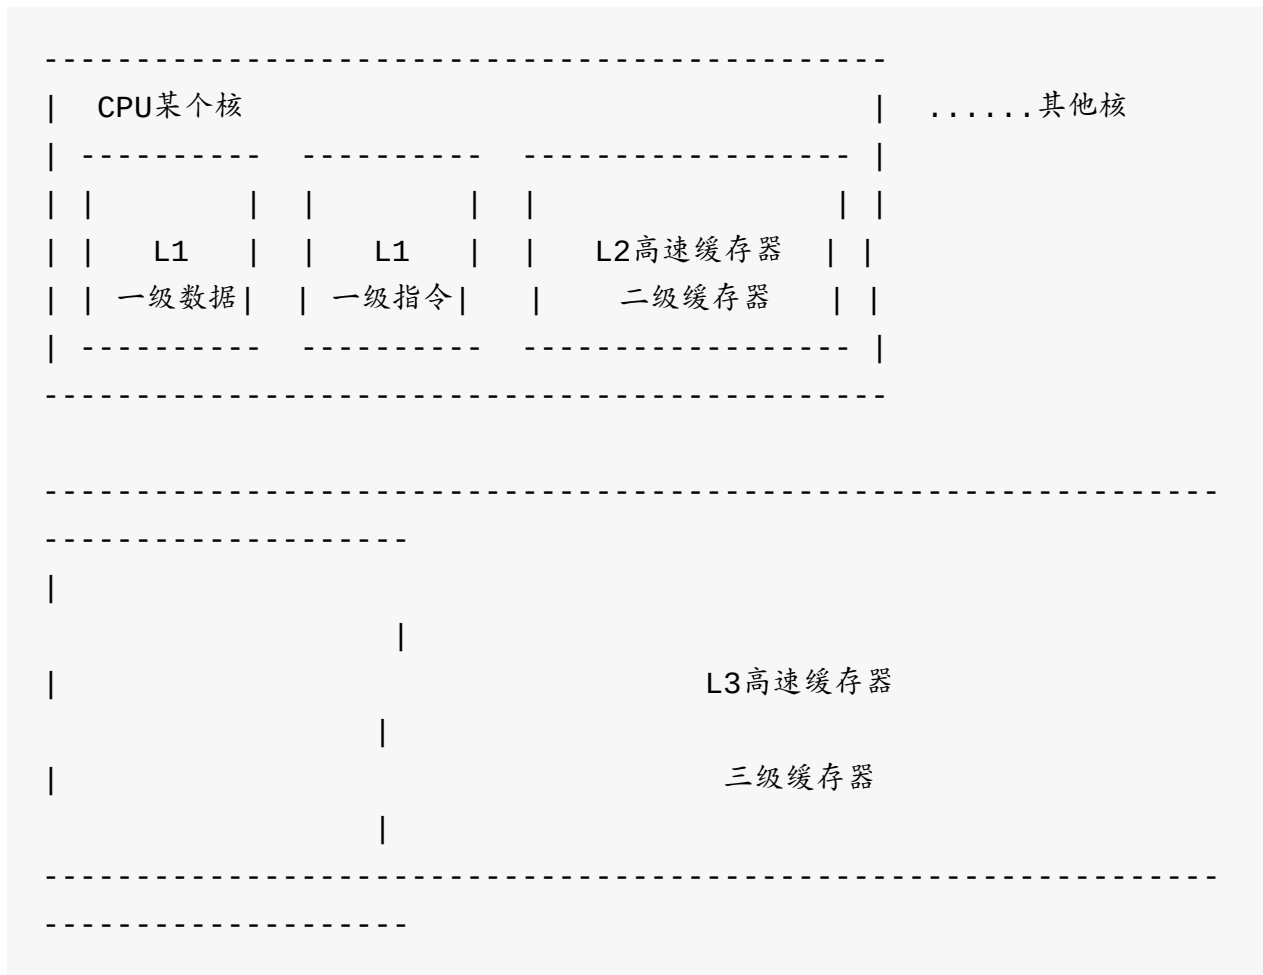 ----------------------------------------------
|  CPU某个核                                  |  ......其他核
| ----------  ----------  ------------------ |
| |        |  |        |  |                | |
| |   L1   |  |   L1   |  |   L2高速缓存器  | |
| | 一级数据|  | 一级指令|   |    二级缓存器   | |
| ----------  ----------  ------------------ |
----------------------------------------------
----------------------------------------------------------------
--------------------
|
                   |
|                                   L3高速缓存器
                  |
|                                    三级缓存器
                  |
----------------------------------------------------------------
--------------------